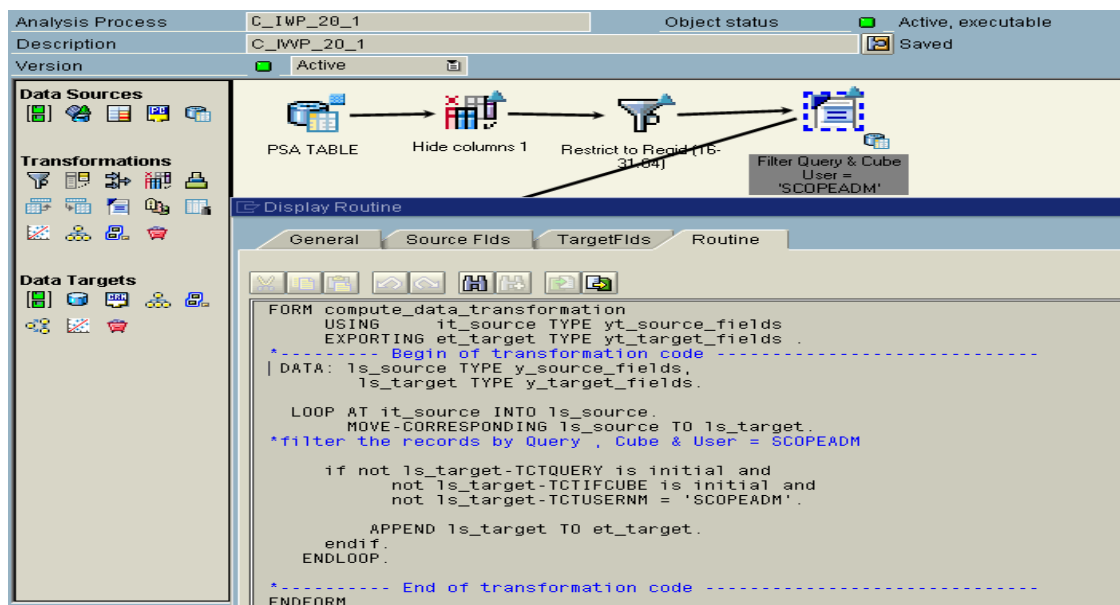 Analysis Process C_IWP_20_1 Object status Active, executable
Description C_IWP_20_1 Saved
Version Active
Data Sources
Transformations
Data Targets
PSA TABLE
Hide columns 1
Restrict to Reqid (16-
31.04)
Filter Query & Cube
User =
'SCOPEADM'
Display Routine
General Source Flds TargetFlds Routine
FORM compute_data_transformation
USING it_source TYPE yt_source_fields
EXPORTING et_target TYPE yt_target_fields .
*--------- Begin of transformation code -----------------------------
DATA: ls_source TYPE y_source_fields,
ls_target TYPE y_target_fields.
LOOP AT it_source INTO ls_source.
MOVE-CORRESPONDING ls_source TO ls_target.
*filter the records by Query , Cube & User = SCOPEADM
if not ls_target-TCTQUERY is initial and
not ls_target-TCTIFCUBE is initial and
not ls_target-TCTUSERNM = 'SCOPEADM'.
APPEND ls_target TO et_target.
endif.
ENDLOOP.
*---------- End of transformation code ------------------------------
ENDFORM